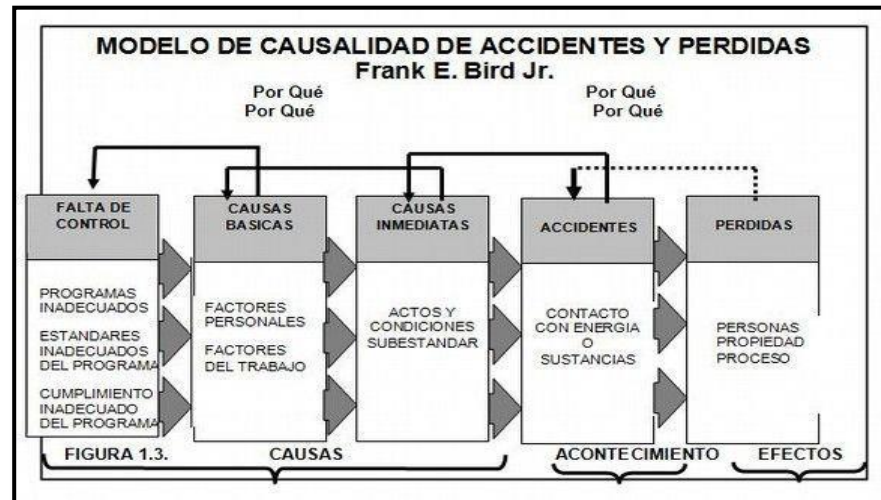 MODELO DE CAUSALIDAD DE ACCIDENTES Y PERDIDAS
Frank E. Bird Jr.
Por Qué
Por Qué
Por Qué
Por Qué
FALTA DE
CONTROL
PROGRAMAS
INADECUADOS
ESTANDARES
INADECUADOS
DEL PROGRAMA
CUMPLIMIENTO
INADECUADO
DEL PROGRAMA
CAUSAS
BASICAS
FACTORES
PERSONALES
FACTORES
DEL TRABAJO
CAUSAS
INMEDIATAS
ACTOS Y
CONDICIONES
SUBESTANDAR
ACCIDENTES
CONTACTO
CON ENERGIA
O
SUSTANCIAS
PERDIDAS
PERSONAS
PROPIEDAD
PROCESO
FIGURA 1.3.
CAUSAS
ACONTECIMIENTO
EFECTOS